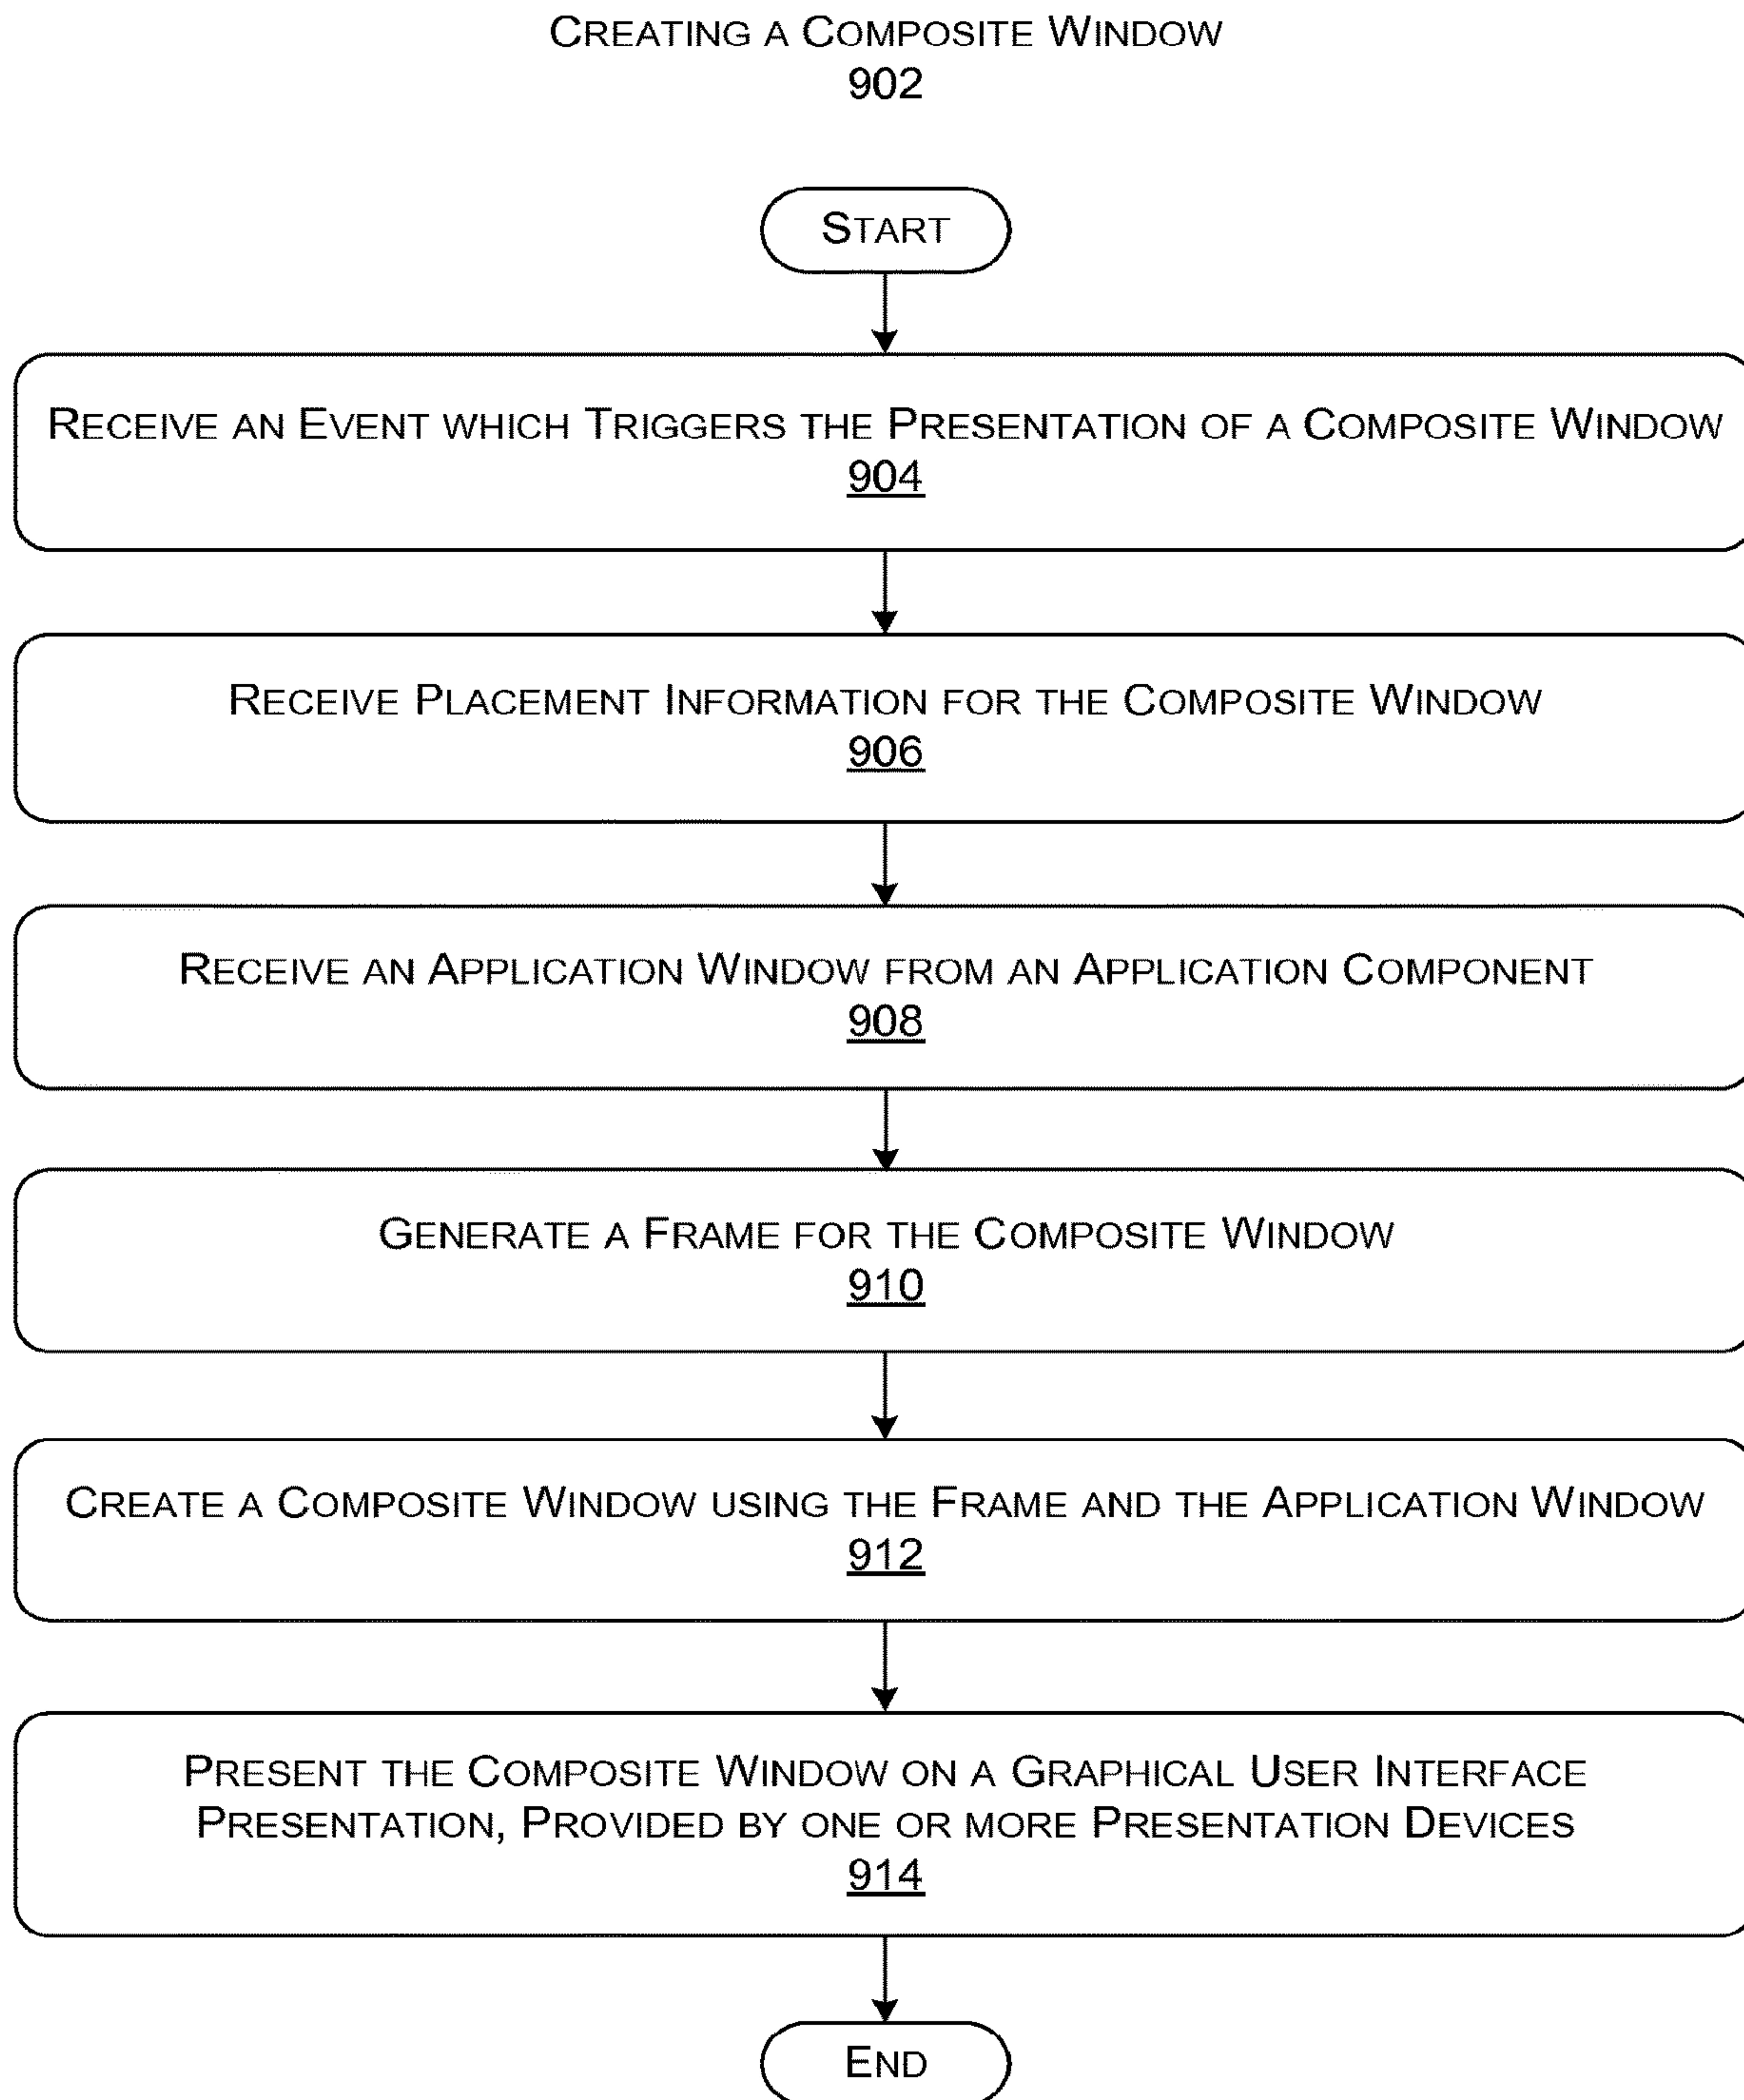 CREATING A COMPOSITE WINDOW
902
START
RECEIVE AN EVENT WHICH TRIGGERS THE PRESENTATION OF A COMPOSITE WINDOW
904
RECEIVE PLACEMENT INFORMATION FOR THE COMPOSITE WINDOW
906
RECEIVE AN APPLICATION WINDOW FROM AN APPLICATION COMPONENT
908
GENERATE A FRAME FOR THE COMPOSITE WINDOW
910
CREATE A COMPOSITE WINDOW USING THE FRAME AND THE APPLICATION WINDOW
912
PRESENT THE COMPOSITE WINDOW ON A GRAPHICAL USER INTERFACE
PRESENTATION, PROVIDED BY ONE OR MORE PRESENTATION DEVICES
914
END